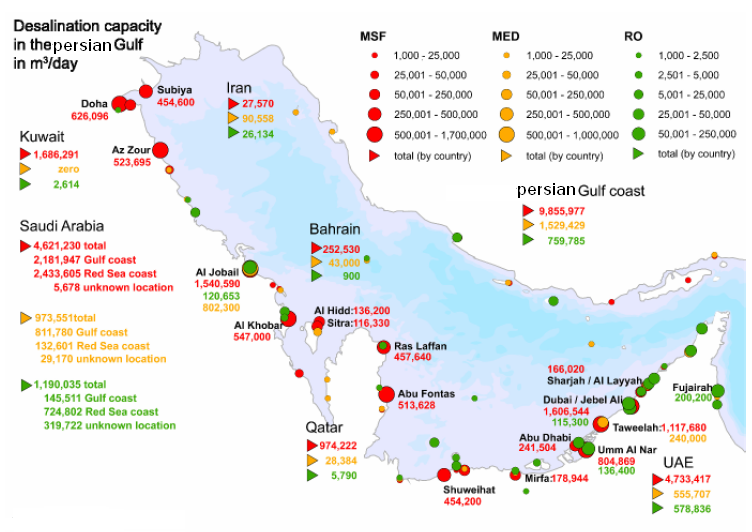 Desalination capacity
in the persian Gulf
in m³/day
MSF
1,000 - 25,000
25,001 - 50,000
50,001 - 250,000
250,001 - 500,000
500,001 - 1,700,000
total (by country)
MED
1,000 - 25,000
25,001 - 50,000
50,001 - 250,000
250,001 - 500,000
500,001 - 1,000,000
total (by country)
RO
1,000 - 2,500
2,501 - 5,000
5,001 - 25,000
25,001 - 50,000
50,001 - 250,000
total (by country)
Subiya
454,600
Doha
626,096
Iran
27,570
90,558
26,134
Kuwait
1,686,291
zero
2,614
Az Zour
523,695
persian Gulf coast
9,855,977
1,529,429
759,785
Saudi Arabia
4,621,230 total
2,181,947 Gulf coast
2,433,605 Red Sea coast
5,678 unknown location
973,551total
811,780 Gulf coast
132,601 Red Sea coast
29,170 unknown location
1,190,035 total
145,511 Gulf coast
724,802 Red Sea coast
319,722 unknown location
Bahrain
252,530
43,000
900
Al Jobail
1,540,590
120,653
802,300
Al Khobar
547,000
Al Hidd:136,200
Sitra:116,330
Ras Laffan
457,640
Abu Fontas
513,628
Qatar
974,222
28,384
5,790
166,020
Sharjah / Al Layyah
Dubai / Jebel Ali
1,606,544
115,300
Fujairah
200,200
Taweelah:1,117,680
240,000
Abu Dhabi
241,504
Umm Al Nar
804,869
136,400
Mirfa:178,944
Shuweihat
454,200
UAE
4,733,417
555,707
578,836